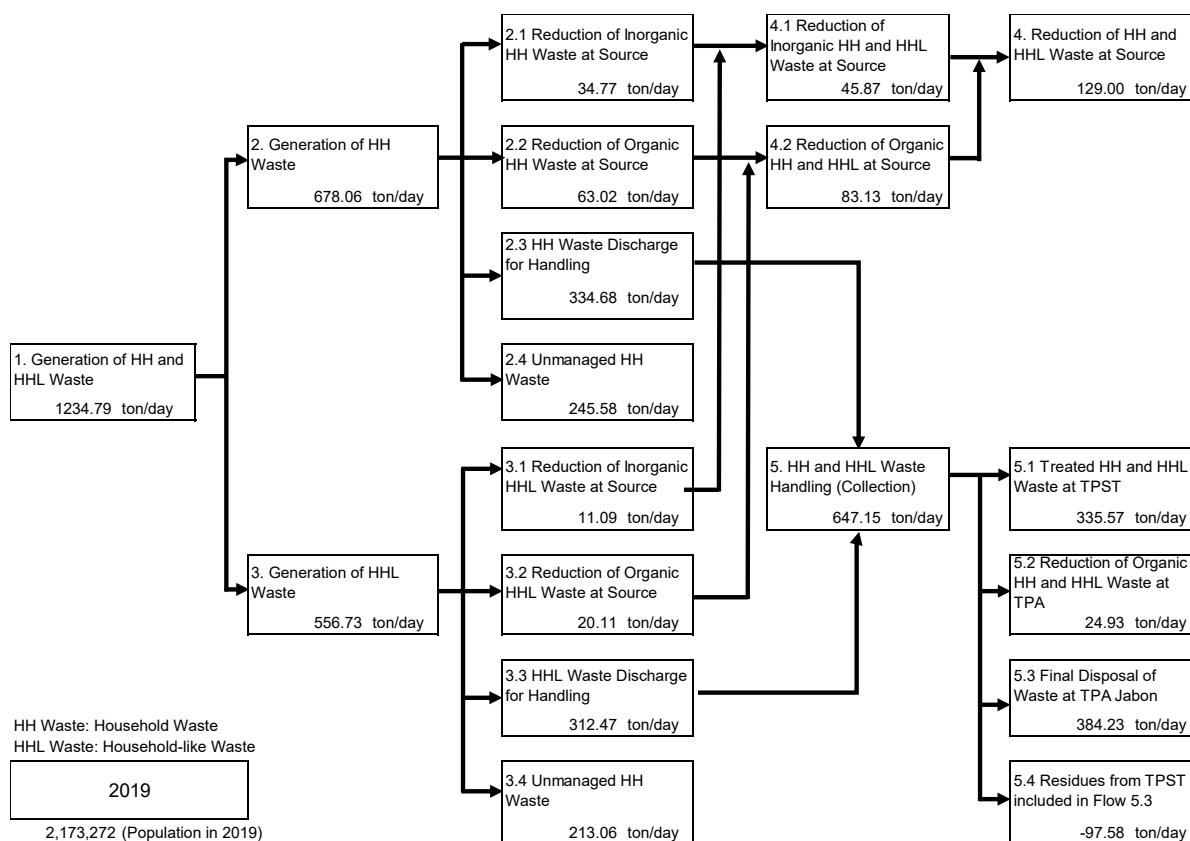 1. Generation of HH and
HHL Waste
1234.79 ton/day
2. Generation of HH
Waste
678.06 ton/day
3. Generation of HHL
Waste
556.73 ton/day
2.1 Reduction of Inorganic
HH Waste at Source
34.77 ton/day
2.2 Reduction of Organic
HH Waste at Source
63.02 ton/day
2.3 HH Waste Discharge
for Handling
334.68 ton/day
2.4 Unmanaged HH
Waste
245.58 ton/day
3.1 Reduction of Inorganic
HHL Waste at Source
11.09 ton/day
3.2 Reduction of Organic
HHL Waste at Source
20.11 ton/day
3.3 HHL Waste Discharge
for Handling
312.47 ton/day
3.4 Unmanaged HH
Waste
213.06 ton/day
4.1 Reduction of
Inorganic HH and HHL
Waste at Source
45.87 ton/day
4.2 Reduction of Organic
HH and HHL at Source
83.13 ton/day
4. Reduction of HH and
HHL Waste at Source
129.00 ton/day
5. HH and HHL Waste
Handling (Collection)
647.15 ton/day
5.1 Treated HH and HHL
Waste at TPST
335.57 ton/day
5.2 Reduction of Organic
HH and HHL Waste at
TPA
24.93 ton/day
5.3 Final Disposal of
Waste at TPA Jabon
384.23 ton/day
5.4 Residues from TPST
included in Flow 5.3
-97.58 ton/day
HH Waste: Household Waste
HHL Waste: Household-like Waste
2019
2,173,272 (Population in 2019)